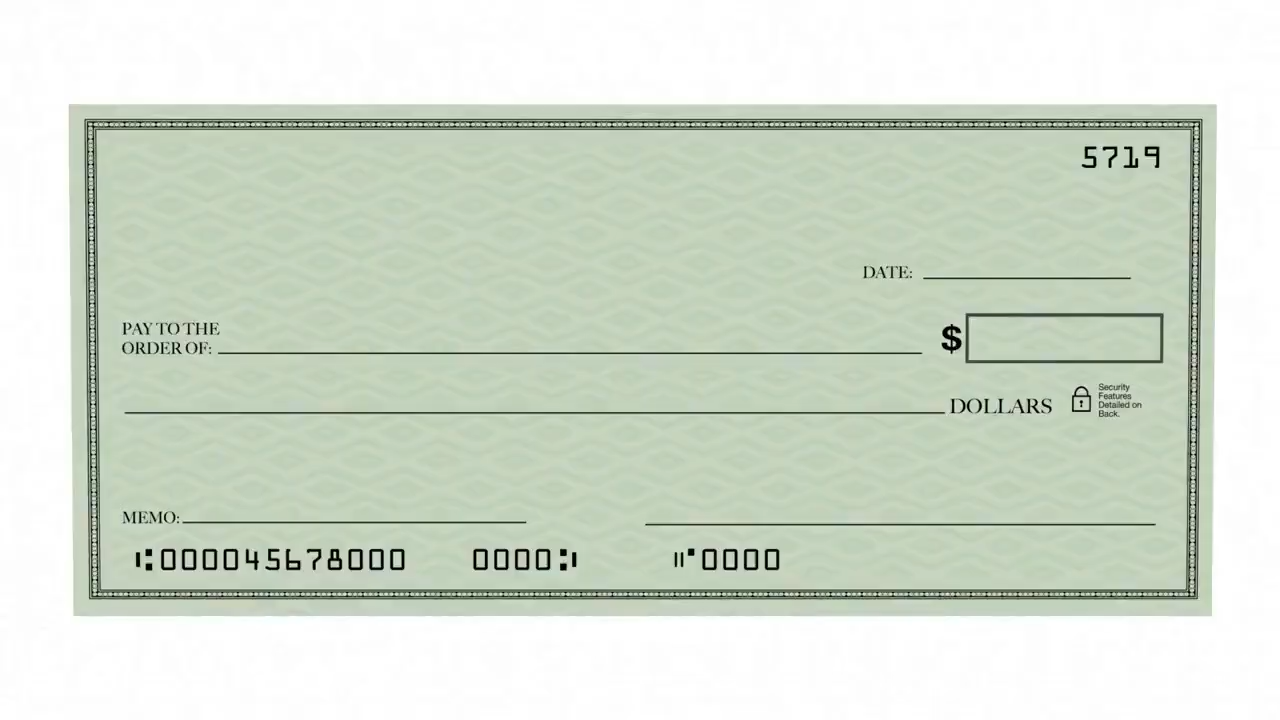 5719
DATE:
PAY TO THE
ORDER OF:
$
DOLLARS
Security
Features
Detailed on
Back.
MEMO:
⑆000045678000 0000⑆ ⑈0000